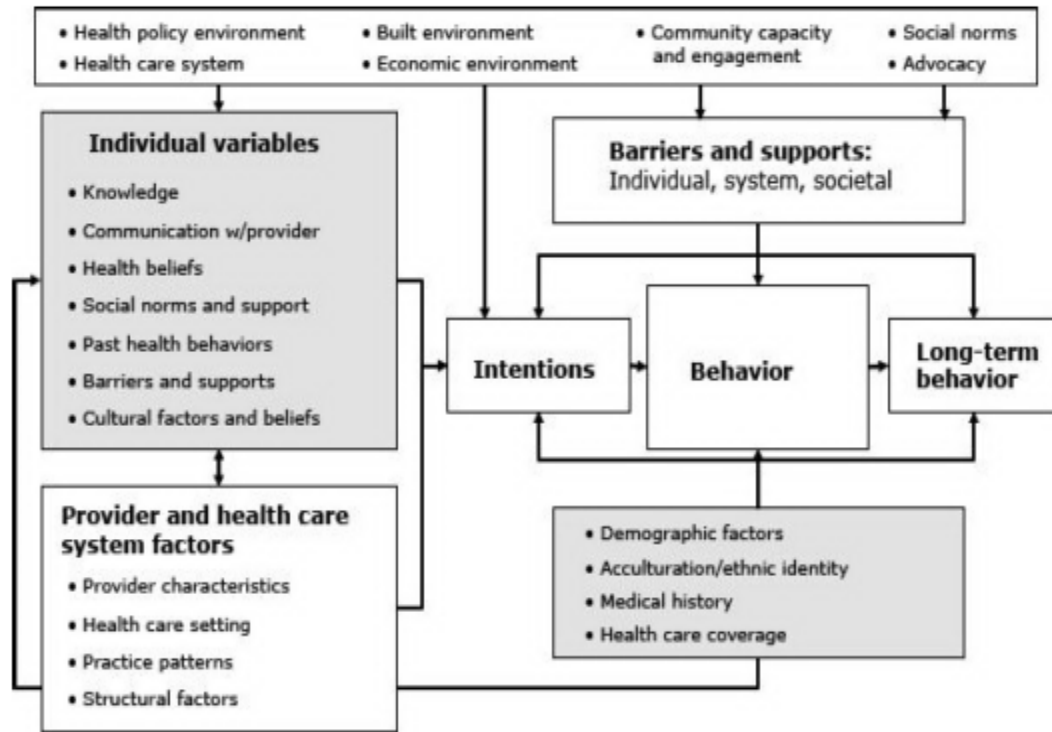 • Health policy environment
• Health care system
• Built environment
• Economic environment
• Community capacity
and engagement
• Social norms
• Advocacy
Individual variables
• Knowledge
• Communication w/provider
• Health beliefs
• Social norms and support
• Past health behaviors
• Barriers and supports
• Cultural factors and beliefs
Provider and health care
system factors
• Provider characteristics
• Health care setting
• Practice patterns
• Structural factors
Barriers and supports:
Individual, system, societal
Intentions
Behavior
Long-term
behavior
• Demographic factors
• Acculturation/ethnic identity
• Medical history
• Health care coverage